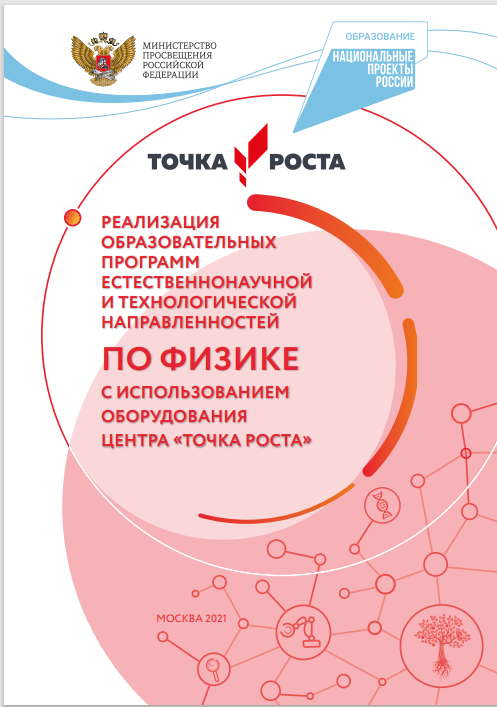 МИНИСТЕРСТВО
ПРОСВЕЩЕНИЯ
РОССИЙСКОЙ
ФЕДЕРАЦИИ
ОБРАЗОВАНИЕ
НАЦИОНАЛЬНЫЕ
ПРОЕКТЫ
РОССИИ
ТОЧКА РОСТА
РЕАЛИЗАЦИЯ
ОБРАЗОВАТЕЛЬНЫХ
ПРОГРАММ
ЕСТЕСТВЕННОНАУЧНОЙ
И ТЕХНОЛОГИЧЕСКОЙ
НАПРАВЛЕННОСТЕЙ
ПО ФИЗИКЕ
С ИСПОЛЬЗОВАНИЕМ
ОБОРУДОВАНИЯ
ЦЕНТРА «ТОЧКА РОСТА»
МОСКВА 2021